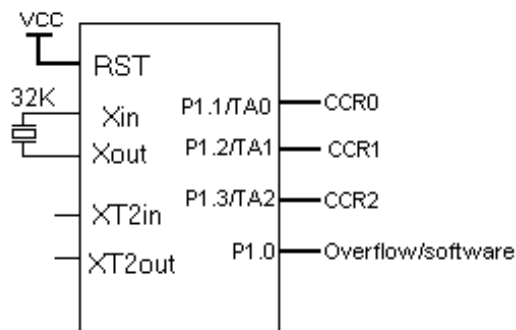 VCC
RST
32K
Xin
Xout
XT2in
XT2out
P1.1/TA0 CCR0
P1.2/TA1 CCR1
P1.3/TA2 CCR2
P1.0 Overflow/software